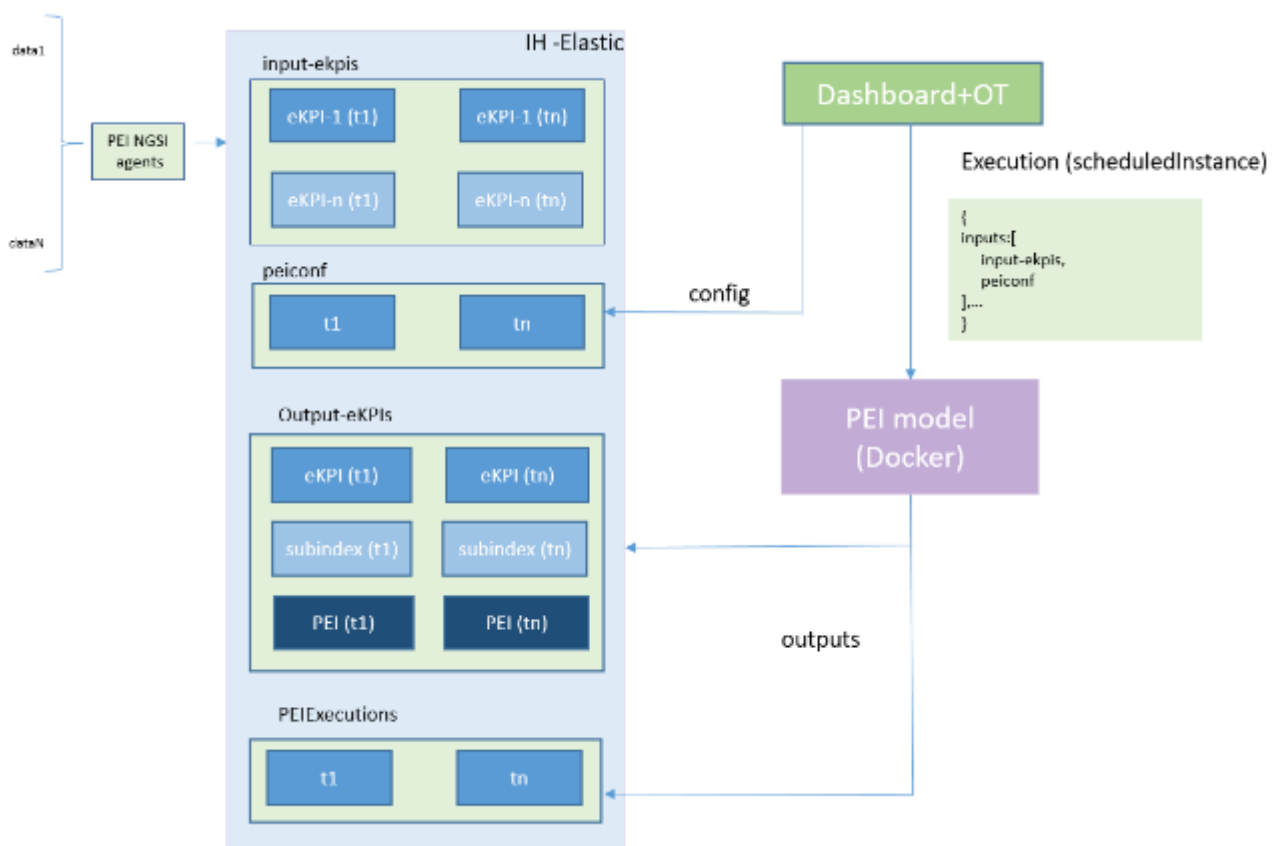 data1
dataN
PEI NGSI
agents
IH -Elastic
input-ekpis
eKPI-1 (t1)
eKPI-1 (tn)
eKPI-n (t1)
eKPI-n (tn)
peiconf
t1
tn
Output-eKPIs
eKPI (t1)
eKPI (tn)
subindex (t1)
subindex (tn)
PEI (t1)
PEI (tn)
PEIExecutions
t1
tn
Dashboard+OT
config
Execution (scheduledInstance)
{
inputs:[
input-ekpis,
peiconf
],...
}
PEI model
(Docker)
outputs